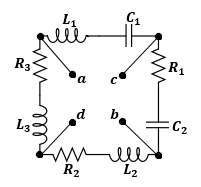 L₁ C₁
R₃ a c R₁
L₃ d b C₂
R₂ L₂